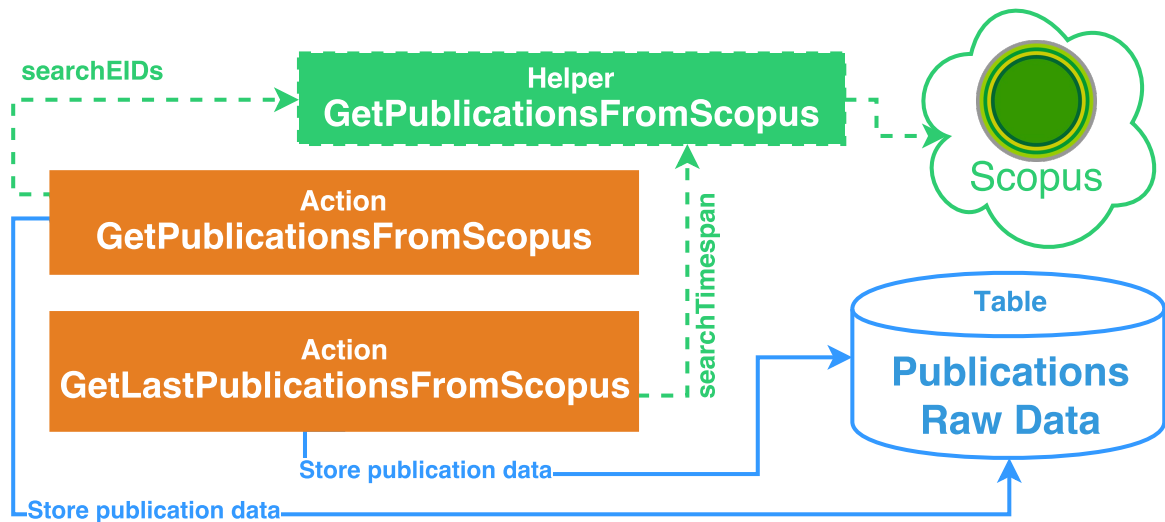 searchEIDs
Helper
GetPublicationsFromScopus
Scopus
Action
GetPublicationsFromScopus
searchTimespan
Action
GetLastPublicationsFromScopus
Table
Publications
Raw Data
Store publication data
Store publication data